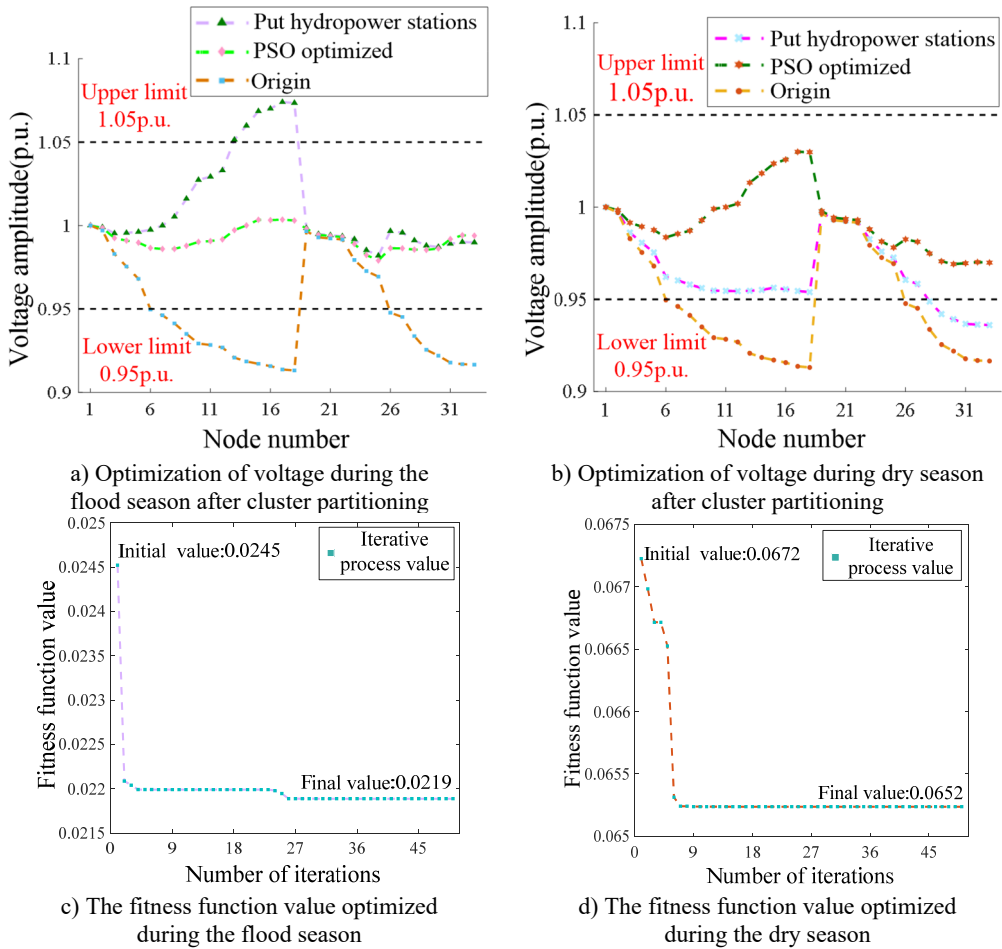 Put hydropower stations
PSO optimized
Origin
1.1
1.05
1
0.95
0.9
Upper limit
1.05p.u.
Lower limit
0.95p.u.
Voltage amplitude(p.u.)
1 6 11 16 21 26 31
Node number
a) Optimization of voltage during the
flood season after cluster partitioning
Put hydropower stations
PSO optimized
Origin
1.1
1.05
1
0.95
0.9
Upper limit
1.05p.u.
Lower limit
0.95p.u.
Voltage amplitude(p.u.)
1 6 11 16 21 26 31
Node number
b) Optimization of voltage during dry season
after cluster partitioning
0.025
0.0245
0.024
0.0235
0.023
0.0225
0.022
0.0215
Initial value:0.0245
Iterative
process value
Final value:0.0219
Fitness function value
0 9 18 27 36 45
Number of iterations
c) The fitness function value optimized
during the flood season
0.0675
0.067
0.0665
0.066
0.0655
0.065
Initial value:0.0672
Iterative
process value
Final value:0.0652
Fitness function value
0 9 18 27 36 45
Number of iterations
d) The fitness function value optimized
during the dry season